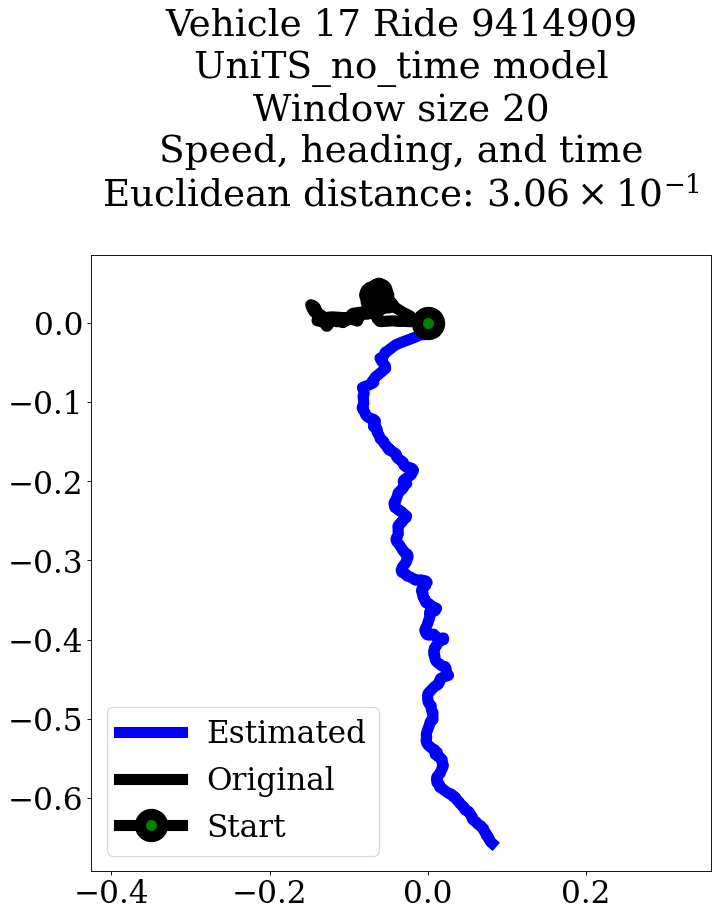 Vehicle 17 Ride 9414909
UniTS_no_time model
Window size 20
Speed, heading, and time
Euclidean distance: 3.06 × 10⁻¹
0.0
−0.1
−0.2
−0.3
−0.4
−0.5
−0.6
Estimated
Original
Start
−0.4 −0.2 0.0 0.2